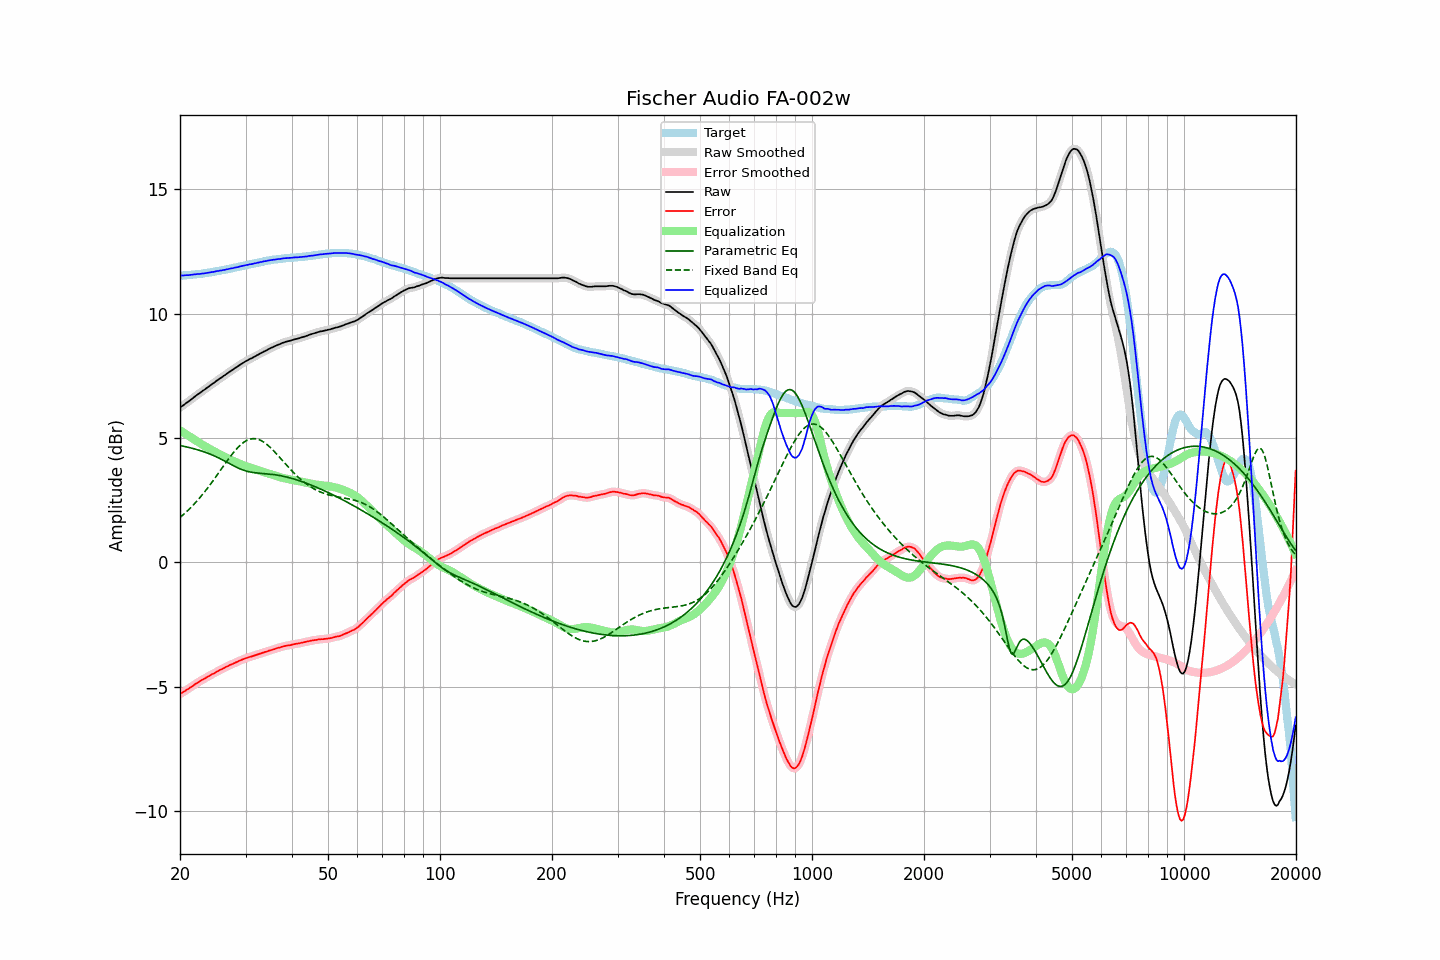 Fischer Audio FA-002w
Target
Raw Smoothed
Error Smoothed
Raw
Error
Equalization
Parametric Eq
Fixed Band Eq
Equalized
15
10
5
0
−5
−10
Amplitude (dBr)
20 50 100 200 500 1000 2000 5000 10000 20000
Frequency (Hz)